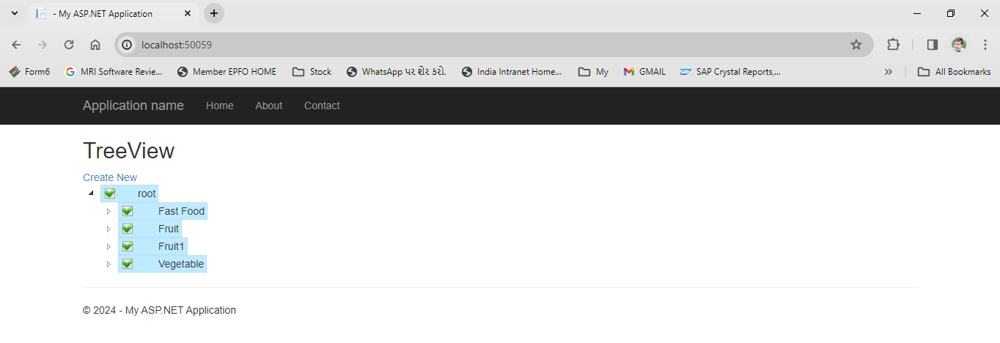 - My ASP.NET Application
localhost:50059
Form6 MRI Software Revie... Member EPFO HOME Stock WhatsApp પર શેર કરો. India Intranet Home... My GMAIL SAP Crystal Reports,... All Bookmarks
Application name Home About Contact
TreeView
Create New
root
Fast Food
Fruit
Fruit1
Vegetable
© 2024 - My ASP.NET Application